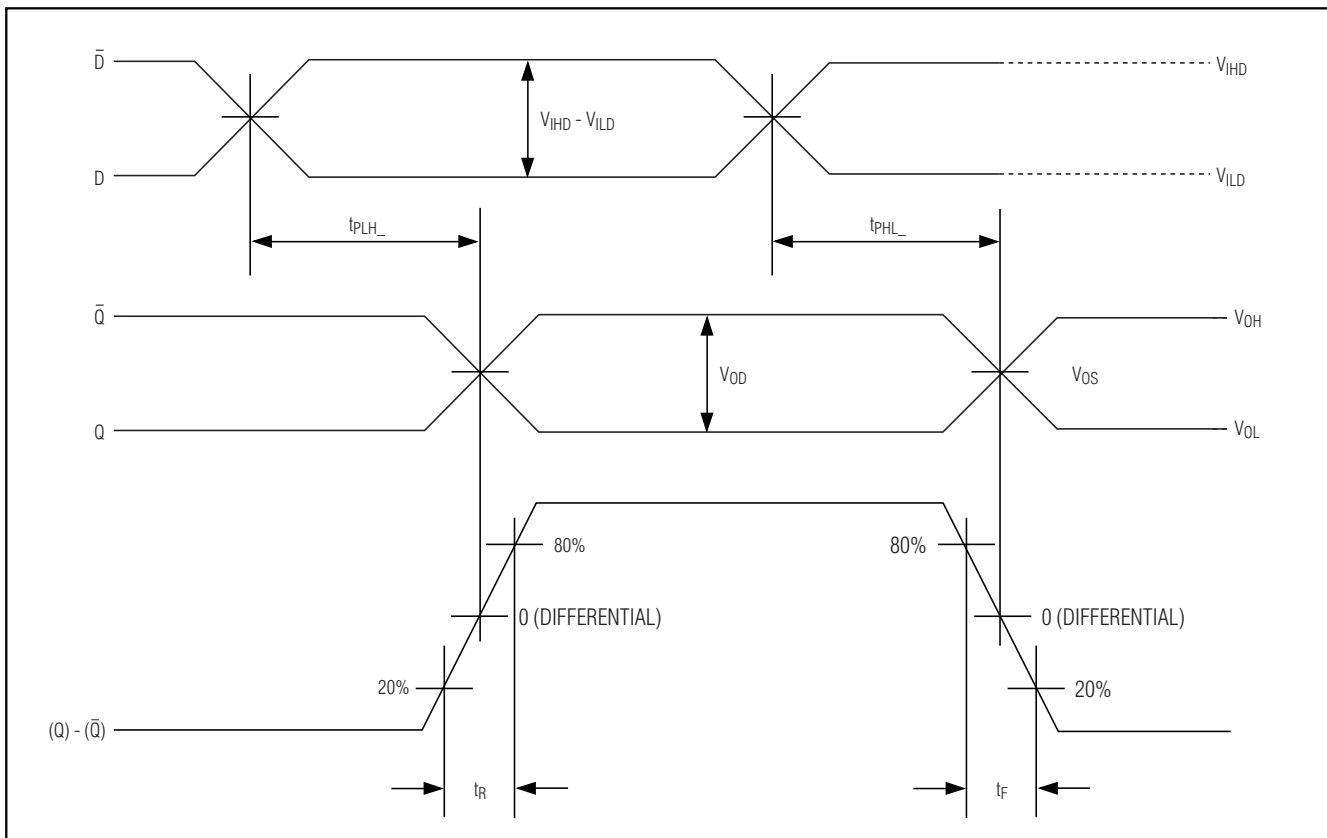 D̄
V_IHD
V_IHD - V_ILD
D
V_ILD
t_PLH_
t_PHL_
Q̄
V_OH
V_OD
V_OS
Q
V_OL
80%
80%
0 (DIFFERENTIAL)
0 (DIFFERENTIAL)
20%
20%
(Q) - (Q̄)
t_R
t_F